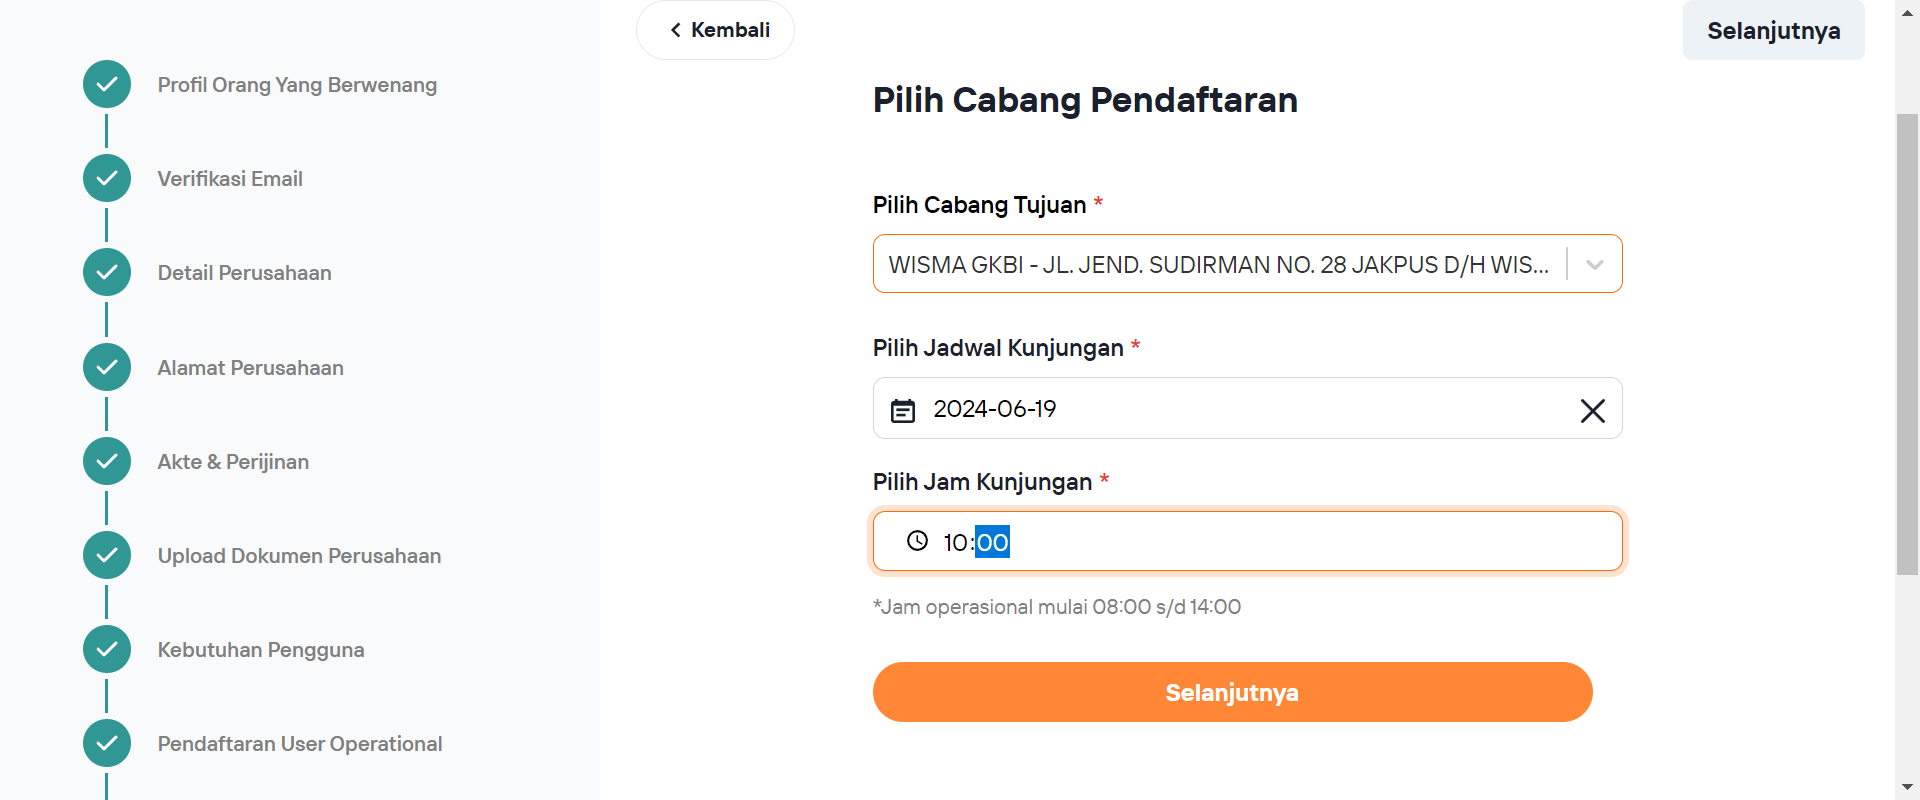 Kembali
Selanjutnya
Profil Orang Yang Berwenang
Verifikasi Email
Detail Perusahaan
Alamat Perusahaan
Akte & Perijinan
Upload Dokumen Perusahaan
Kebutuhan Pengguna
Pendaftaran User Operational
Pilih Cabang Pendaftaran
Pilih Cabang Tujuan *
WISMA GKBI - JL. JEND. SUDIRMAN NO. 28 JAKPUS D/H WIS...
Pilih Jadwal Kunjungan *
2024-06-19
Pilih Jam Kunjungan *
10:00
*Jam operasional mulai 08:00 s/d 14:00
Selanjutnya